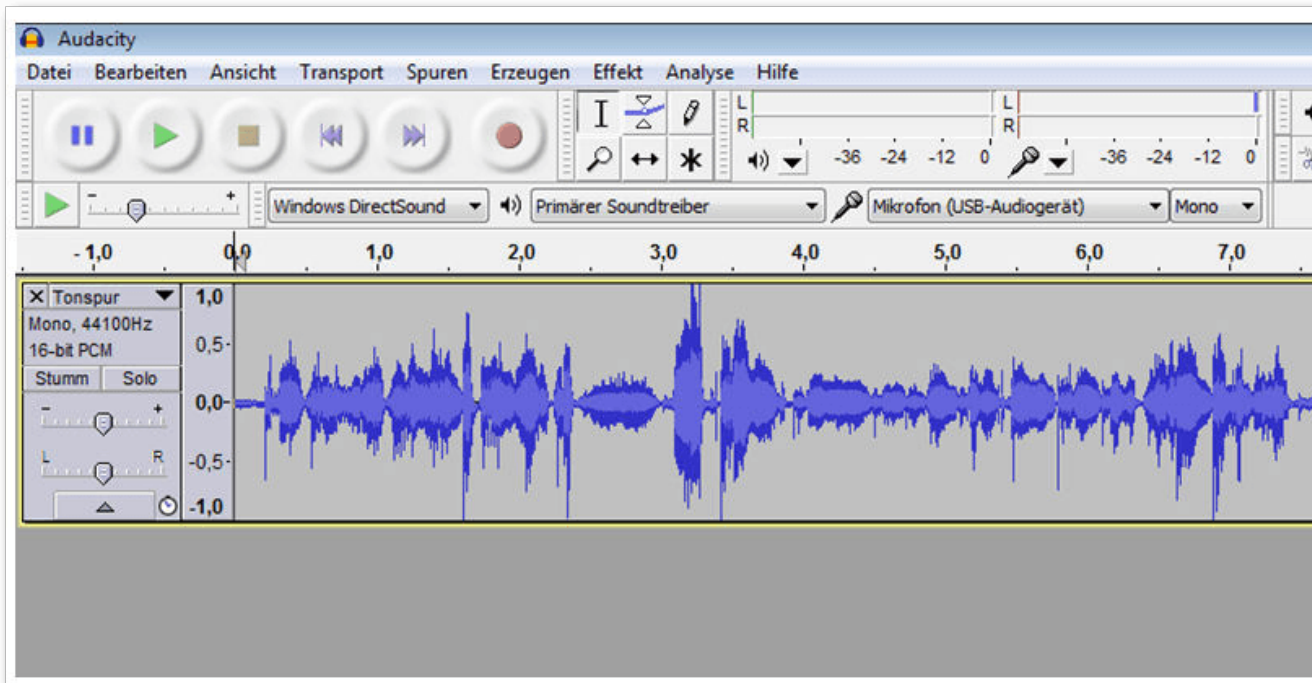 Audacity
Datei Bearbeiten Ansicht Transport Spuren Erzeugen Effekt Analyse Hilfe
L
R
-36 -24 -12 0
L
R
-36 -24 -12 0
- +
Windows DirectSound
Primärer Soundtreiber
Mikrofon (USB-Audiogerät)
Mono
- 1,0 0,0 1,0 2,0 3,0 4,0 5,0 6,0 7,0
Tonspur
Mono, 44100Hz
16-bit PCM
Stumm Solo
- +
L R
1,0
0,5-
0,0-
-0,5-
-1,0